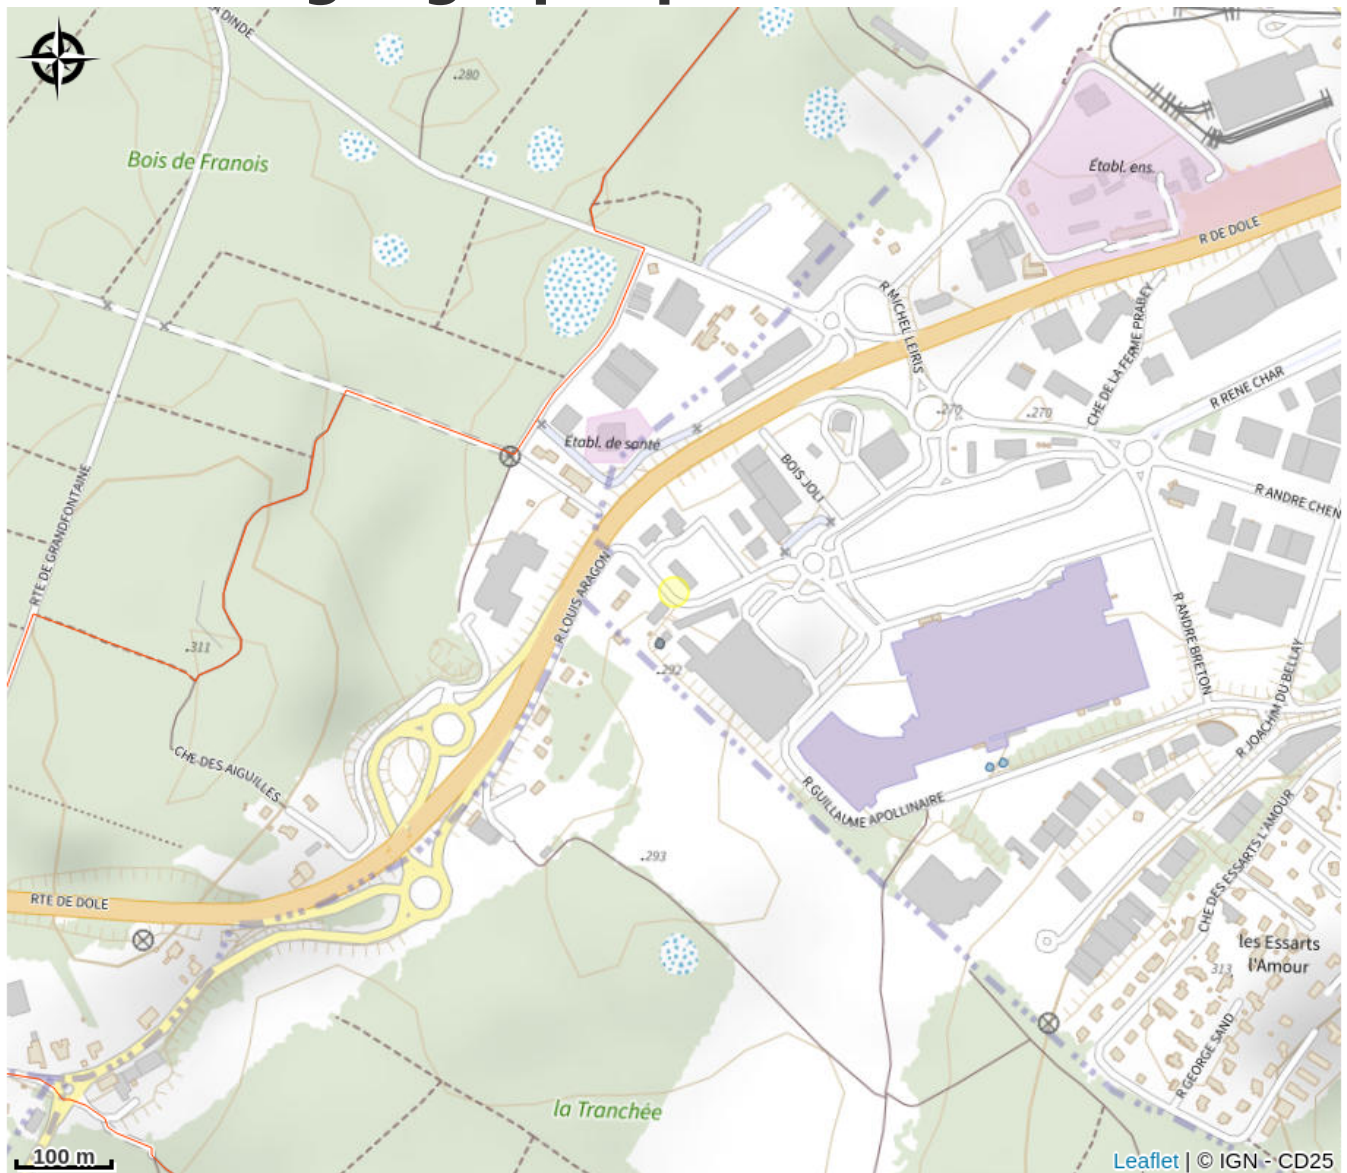 A DINDE
280
Bois de Franois
Établ. ens.
R DE DOLE
R MICHEL LEIRIS
CHE DE LA FERME PRABEY
R RENE CHAR
270
270
Établ. de santé
BOIS JOLI
R ANDRE CHEN
RTE DE GRANDFONTAINE
R LOUIS ARAGON
R ANDRE BRETON
311
292
R JOACHIM DU BELLAY
CHE DES AIGUILLES
R GUILLAUME APOLLINAIRE
293
CHE DES ESSARTS L'AMOUR
RTE DE DOLE
les Essarts
l'Amour
313
R GEORGE SAND
la Tranchée
100 m
Leaflet | © IGN - CD25